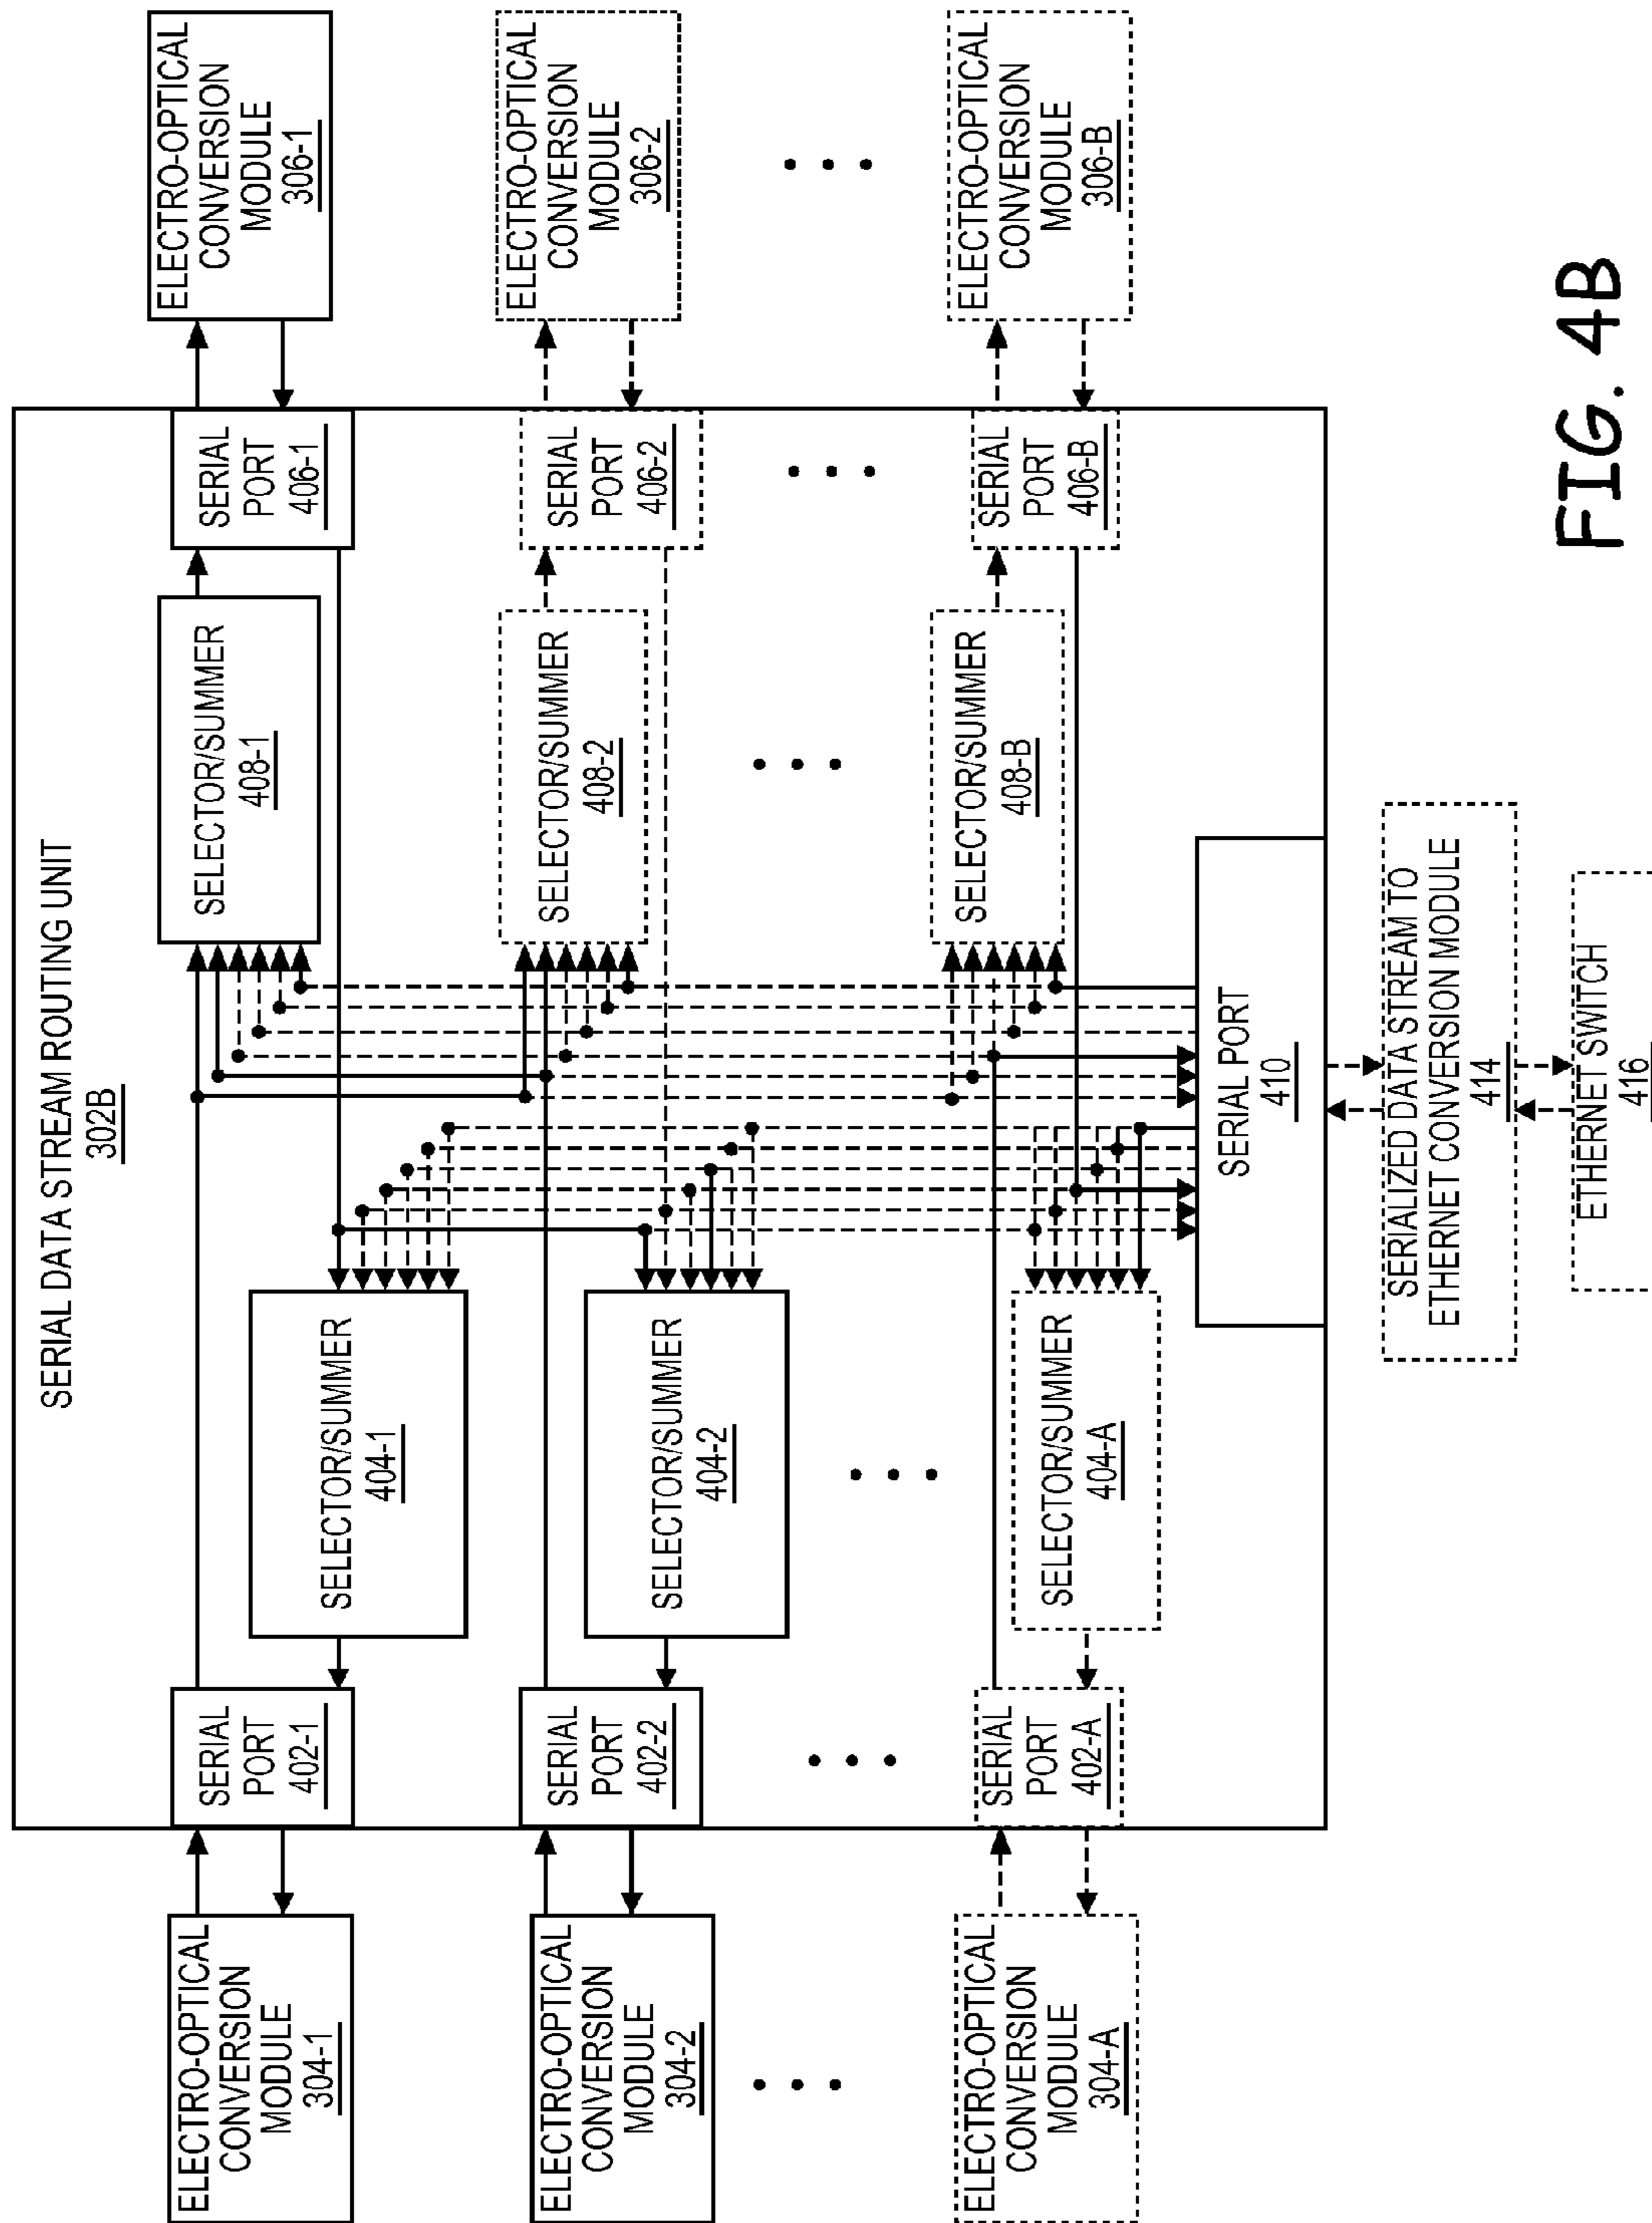 SERIAL DATA STREAM ROUTING UNIT
302B
ELECTRO-OPTICAL
CONVERSION
MODULE
304-1
SERIAL
PORT
402-1
SELECTOR/SUMMER
404-1
SELECTOR/SUMMER
408-1
SERIAL
PORT
406-1
ELECTRO-OPTICAL
CONVERSION
MODULE
306-1
ELECTRO-OPTICAL
CONVERSION
MODULE
304-2
SERIAL
PORT
402-2
SELECTOR/SUMMER
404-2
SELECTOR/SUMMER
408-2
SERIAL
PORT
406-2
ELECTRO-OPTICAL
CONVERSION
MODULE
306-2
ELECTRO-OPTICAL
CONVERSION
MODULE
304-A
SERIAL
PORT
402-A
SELECTOR/SUMMER
404-A
SELECTOR/SUMMER
408-B
SERIAL
PORT
406-B
ELECTRO-OPTICAL
CONVERSION
MODULE
306-B
SERIAL PORT
410
SERIALIZED DATA STREAM TO
ETHERNET CONVERSION MODULE
414
ETHERNET SWITCH
416
FIG. 4B